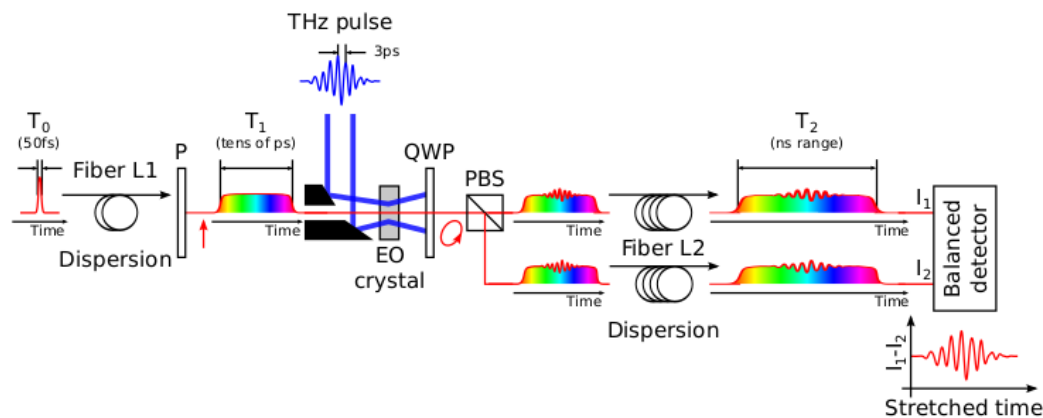 THz pulse
3ps
T0
(50fs)
Fiber L1
P
T1
(tens of ps)
QWP
PBS
T2
(ns range)
I1
Time
Time
Time
Time
Dispersion
EO
crystal
Fiber L2
I2
Balanced
detector
Time
Time
Dispersion
I1-I2
Stretched time